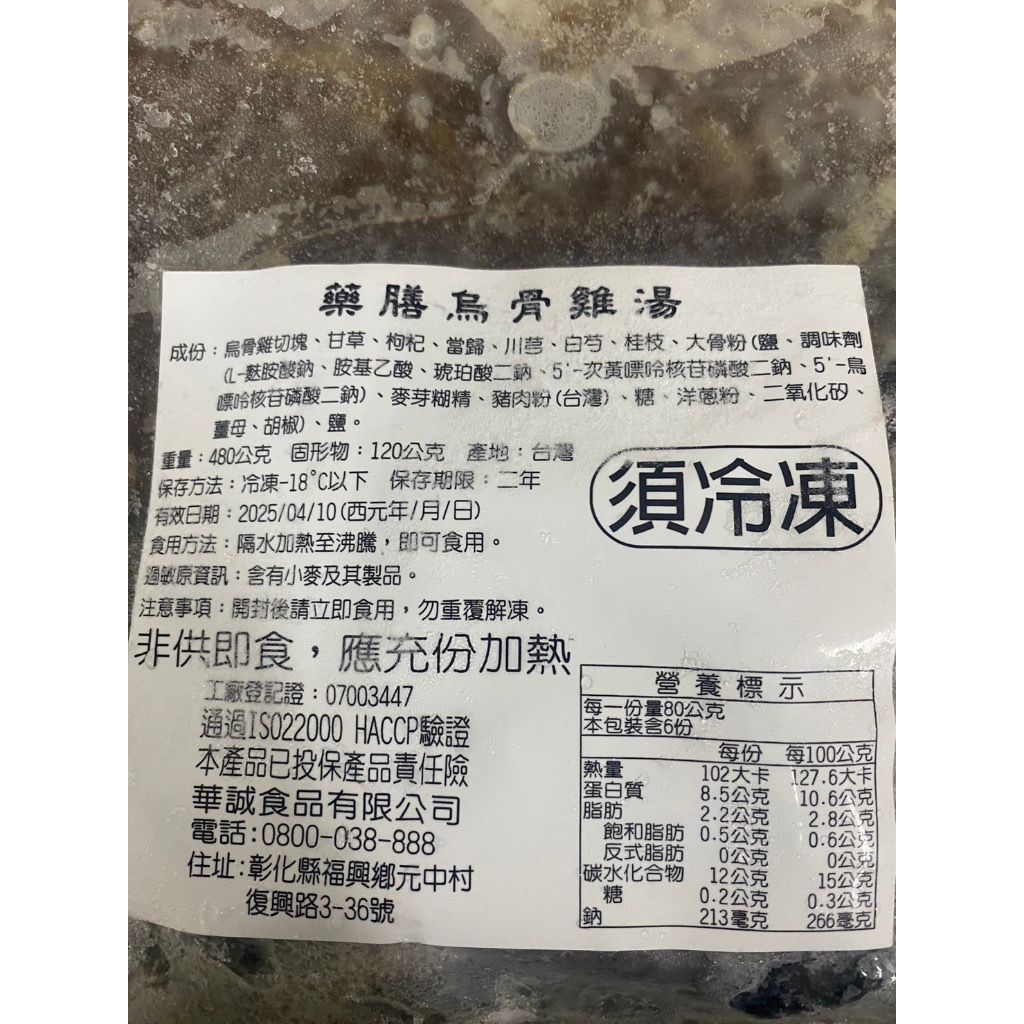 藥膳烏骨雞湯
成份：烏骨雞切塊、甘草、枸杞、當歸、川芎、白芍、桂枝、大骨粉(鹽、調味劑
(L-麩胺酸鈉、胺基乙酸、琥珀酸二鈉、5'-次黃嘌呤核苷磷酸二鈉、5'-鳥
嘌呤核苷磷酸二鈉)、麥芽糊精、豬肉粉(台灣)、糖、洋蔥粉、二氧化矽、
薑母、胡椒)、鹽。
重量：480公克 固形物：120公克 產地：台灣
保存方法：冷凍-18°C以下 保存期限：二年
有效日期：2025/04/10(西元年/月/日)
食用方法：隔水加熱至沸騰，即可食用。
過敏原資訊：含有小麥及其製品。
注意事項：開封後請立即食用，勿重覆解凍。
須冷凍
非供即食，應充份加熱
工廠登記證：07003447
通過ISO22000 HACCP驗證
本產品已投保產品責任險
華誠食品有限公司
電話:0800-038-888
住址:彰化縣福興鄉元中村
復興路3-36號
營養標示
每一份量80公克
本包裝含6份
每份 每100公克
熱量 102大卡 127.6大卡
蛋白質 8.5公克 10.6公克
脂肪 2.2公克 2.8公克
飽和脂肪 0.5公克 0.6公克
反式脂肪 0公克 0公克
碳水化合物 12公克 15公克
糖 0.2公克 0.3公克
鈉 213毫克 266毫克